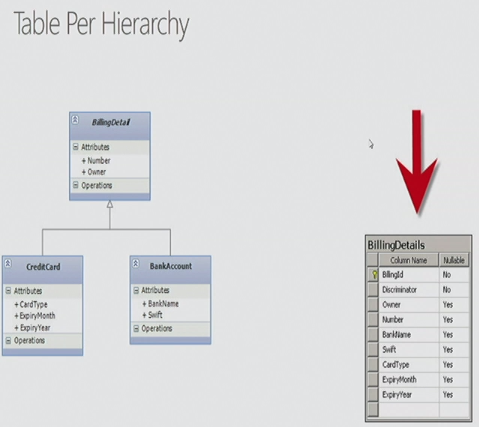 Table Per Hierarchy
BillingDetail
Attributes
+ Number
+ Owner
Operations
CreditCard
Attributes
+ CardType
+ ExpiryMonth
+ ExpiryYear
Operations
BankAccount
Attributes
+ BankName
+ Swift
Operations
BillingDetails
Column Name Nullable
BillingId No
Discriminator No
Owner Yes
Number Yes
BankName Yes
Swift Yes
CardType Yes
ExpiryMonth Yes
ExpiryYear Yes